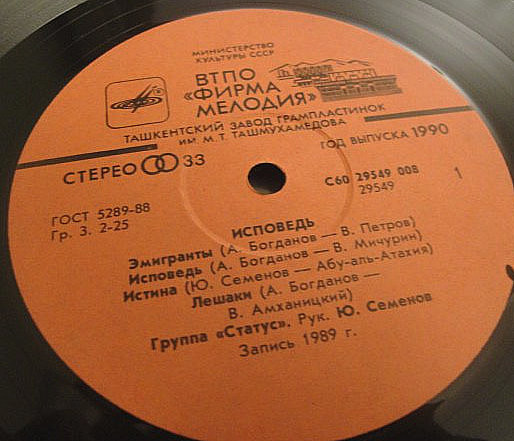 МИНИСТЕРСТВО
КУЛЬТУРЫ СССР
ВТПО
«ФИРМА
МЕЛОДИЯ»
ТАШКЕНТСКИЙ ЗАВОД ГРАМПЛАСТИНОК
ИМ. М. Т. ТАШМУХАМЕДОВА
СТЕРЕО 33
ГОД ВЫПУСКА 1990
ГОСТ 5289-88
Гр. 3. 2-25
С60 29549 008
29549
1
ИСПОВЕДЬ
Эмигранты (А. Богданов — В. Петров)
Исповедь (А. Богданов — В. Мичурин)
Истина (Ю. Семенов — Абу-аль-Атахия)
Лешаки (А. Богданов —
В. Амханицкий)
Группа «Статус». Рук. Ю. Семенов
Запись 1989 г.